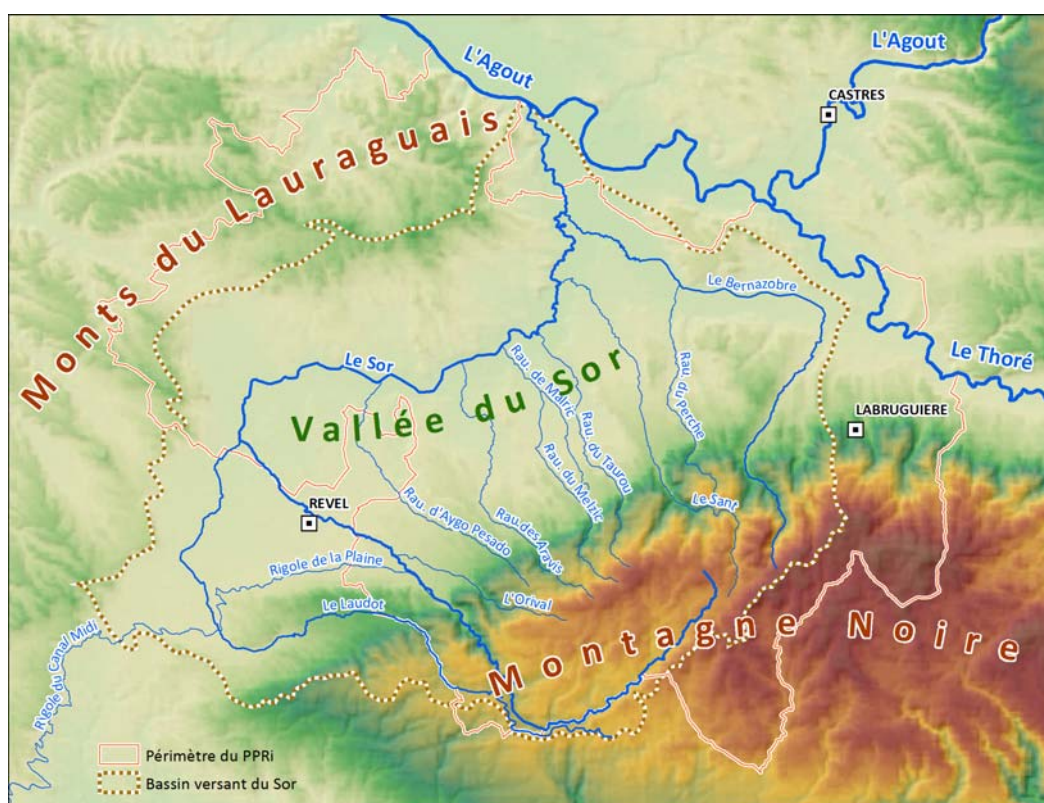 L'Agout
L'Agout
CASTRES
Monts du Lauraguais
Le Bernazobre
Le Thoré
Le Sor
Vallée du Sor
Rau. de Malric
Rau. du Taurou
Rau. dn Perche
LABRUGUIERE
Rau. du Melzic
Le Sant
REVEL
Rau. d'Aygo Pesado
Rau. des Aravis
Rigole de la Plaine
L'Orival
Le Laudot
Montagne Noire
Rigole du Canal Midi
Périmètre du PPRi
Bassin versant du Sor